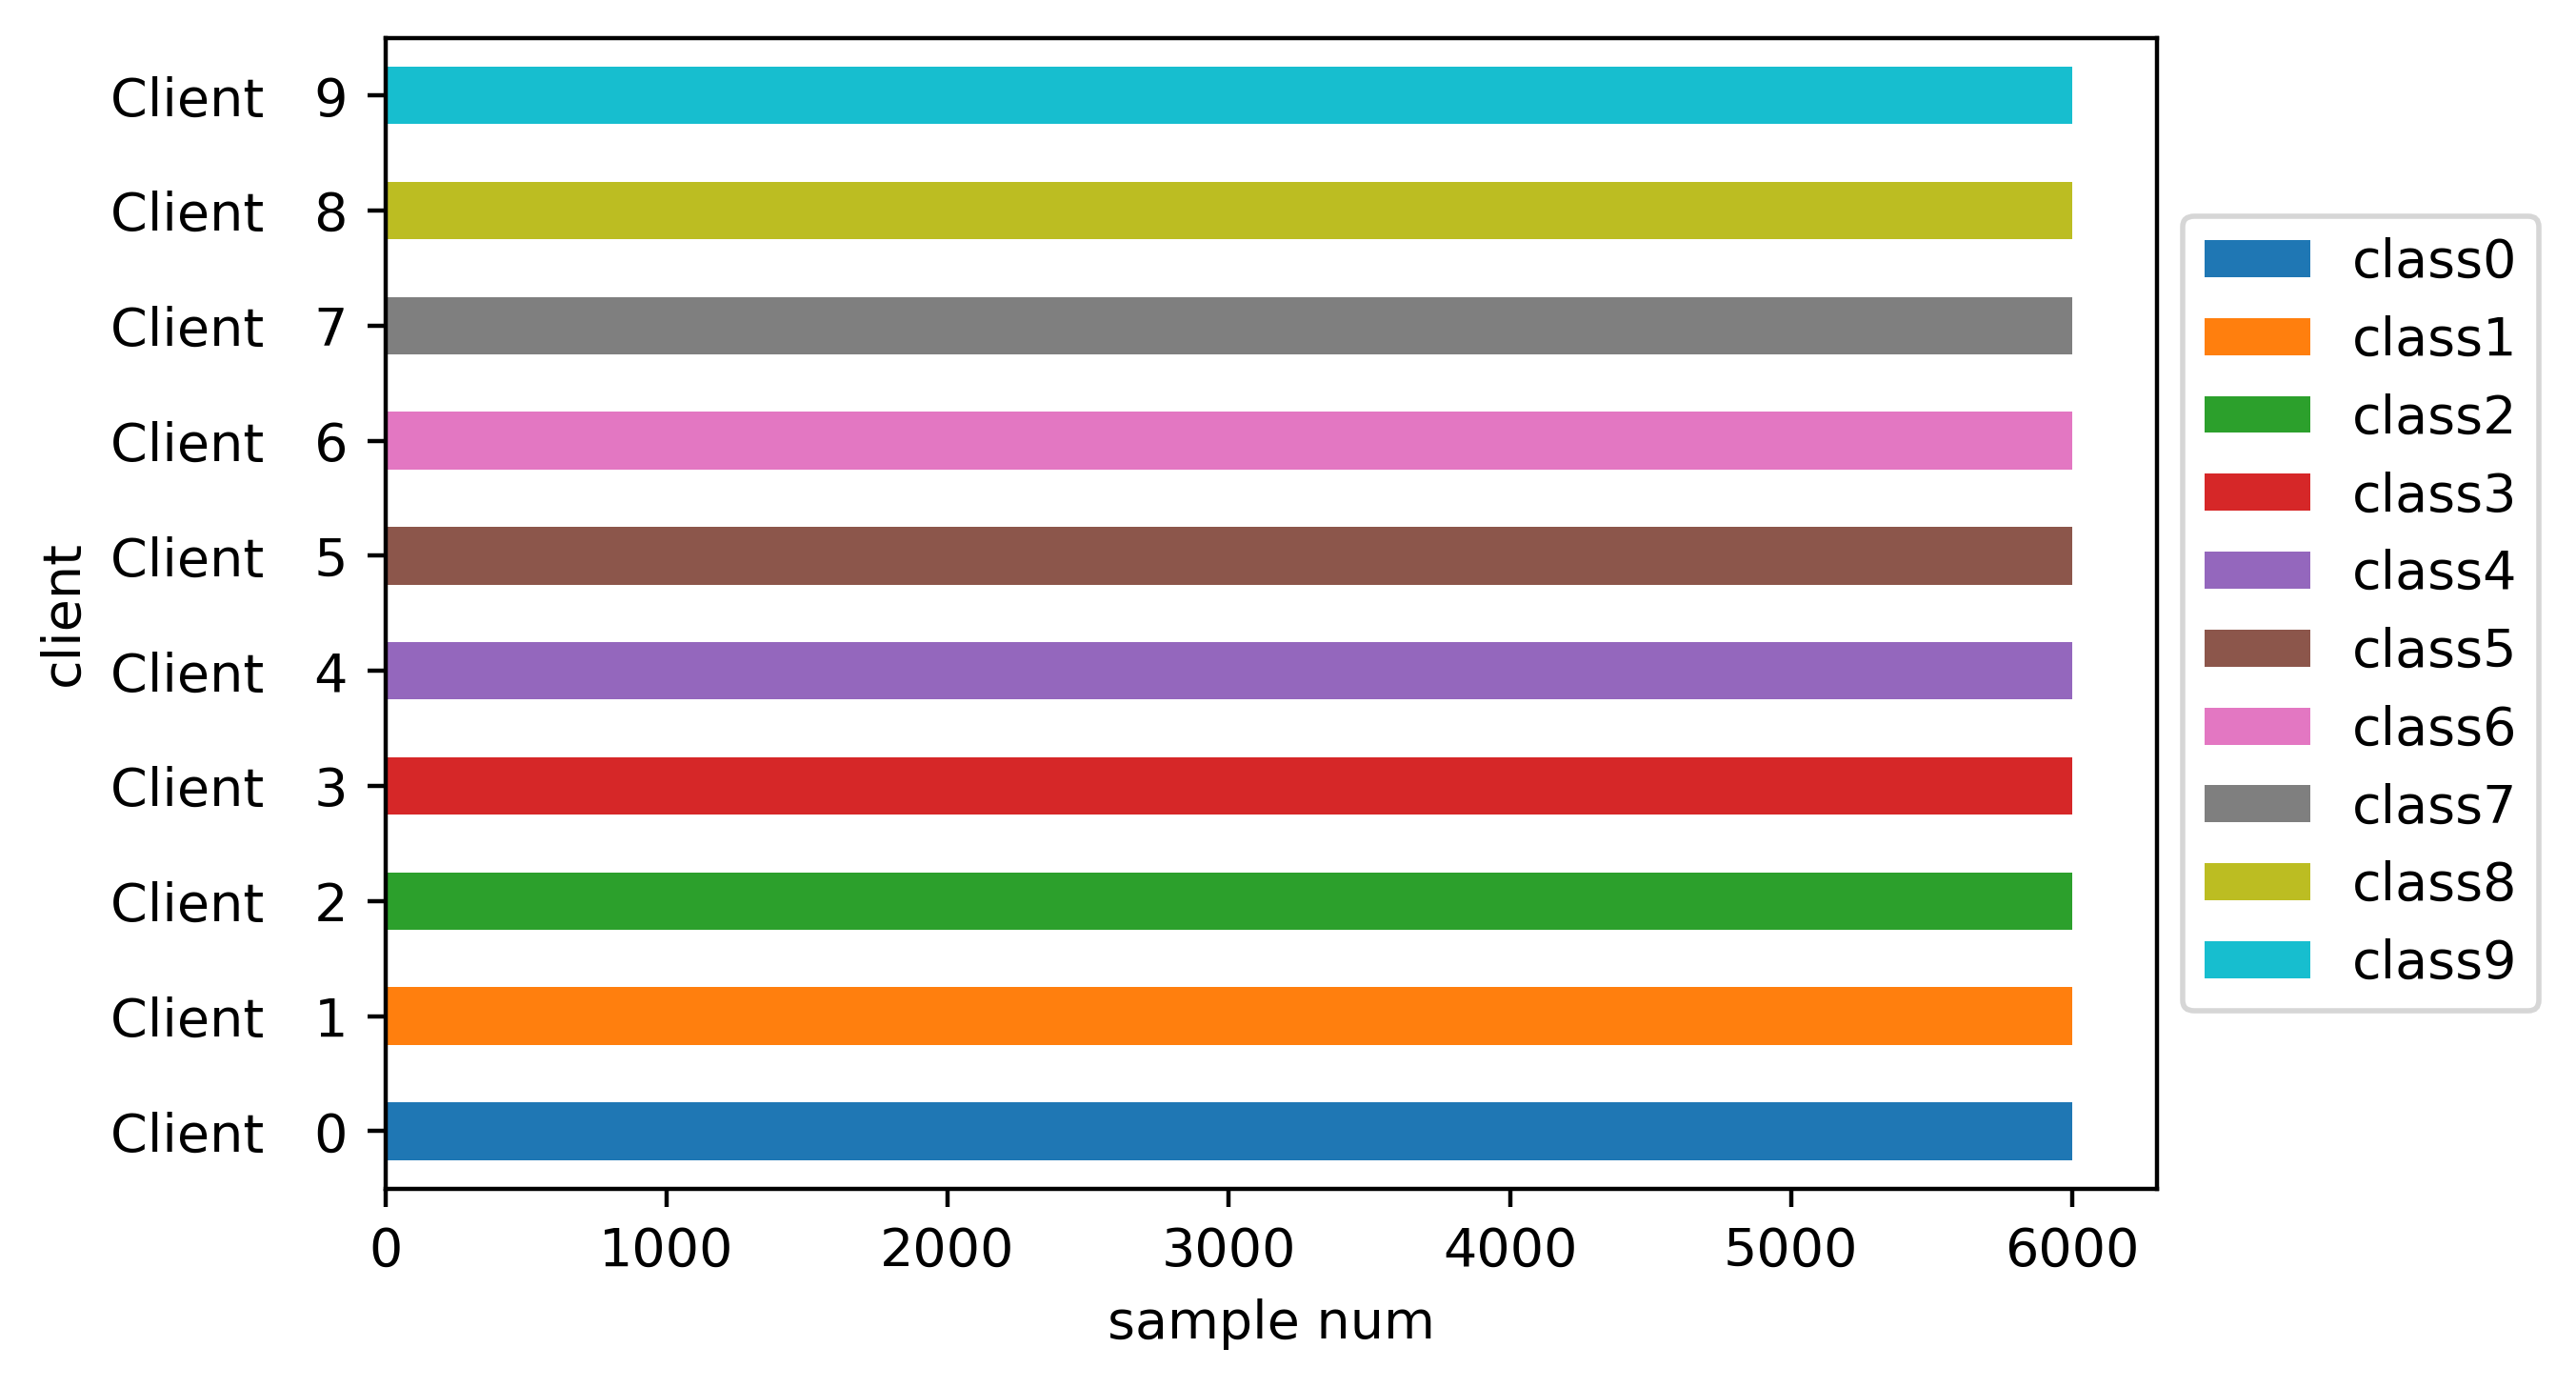 client
Client 9
Client 8
Client 7
Client 6
Client 5
Client 4
Client 3
Client 2
Client 1
Client 0
0 1000 2000 3000 4000 5000 6000
sample num
class0
class1
class2
class3
class4
class5
class6
class7
class8
class9